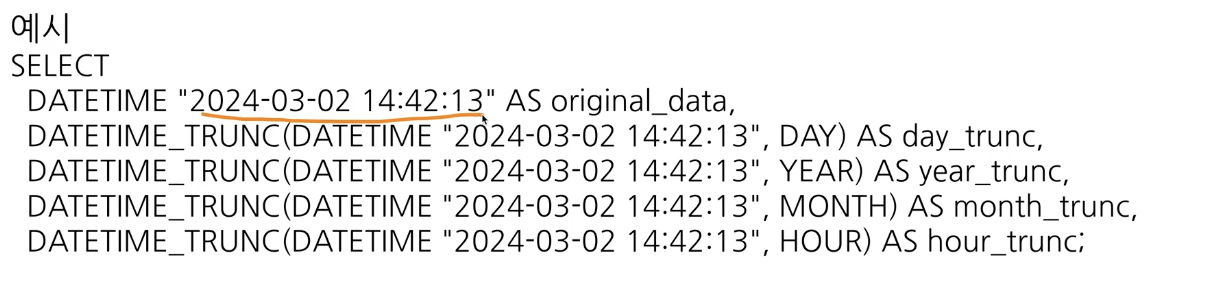 예시
SELECT
DATETIME "2024-03-02 14:42:13" AS original_data,
DATETIME_TRUNC(DATETIME "2024-03-02 14:42:13", DAY) AS day_trunc,
DATETIME_TRUNC(DATETIME "2024-03-02 14:42:13", YEAR) AS year_trunc,
DATETIME_TRUNC(DATETIME "2024-03-02 14:42:13", MONTH) AS month_trunc,
DATETIME_TRUNC(DATETIME "2024-03-02 14:42:13", HOUR) AS hour_trunc;